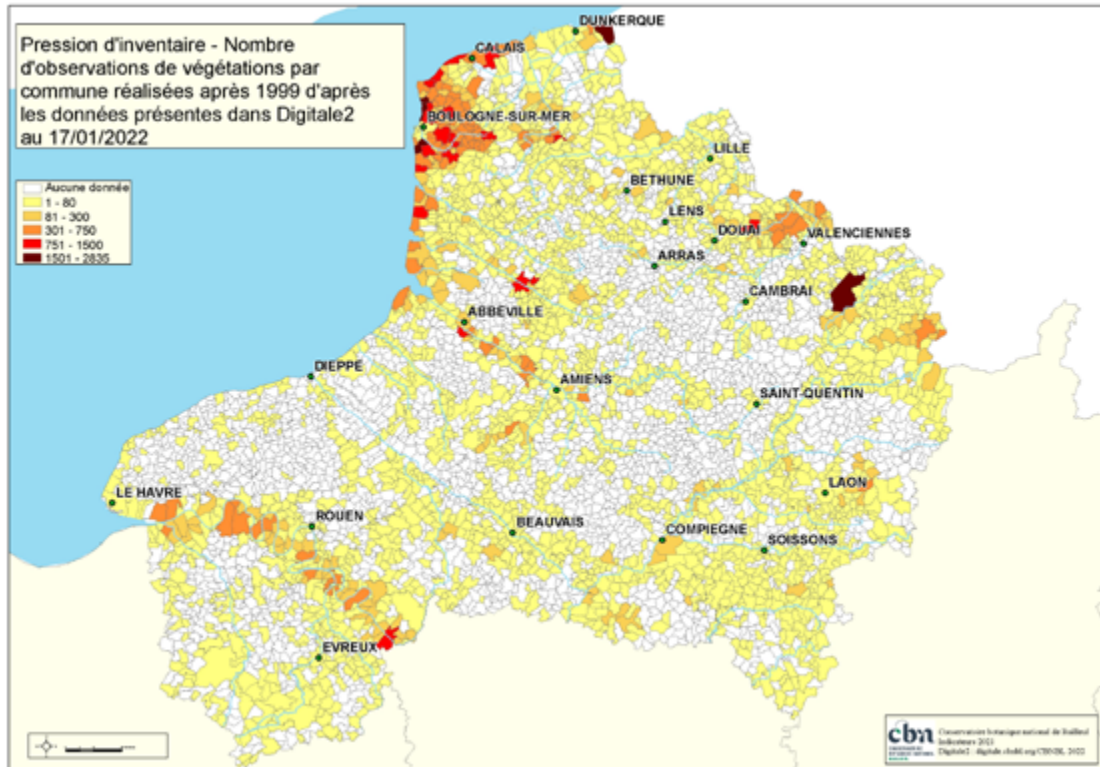 Pression d'inventaire - Nombre
d'observations de végétations par
commune réalisées après 1999 d'après
les données présentes dans Digitale2
au 17/01/2022
Aucune donnée
1 - 80
81 - 300
301 - 750
751 - 1500
1501 - 2835
DUNKERQUE
CALAIS
BOULOGNE-SUR-MER
LILLE
BETHUNE
LENS
DOUAI
VALENCIENNES
ARRAS
CAMBRAI
ABBEVILLE
DIEPPE
AMIENS
SAINT-QUENTIN
LAON
LE HAVRE
ROUEN
BEAUVAIS
COMPIEGNE
SOISSONS
EVREUX
cbn
Conservatoire botanique national de Bailleul